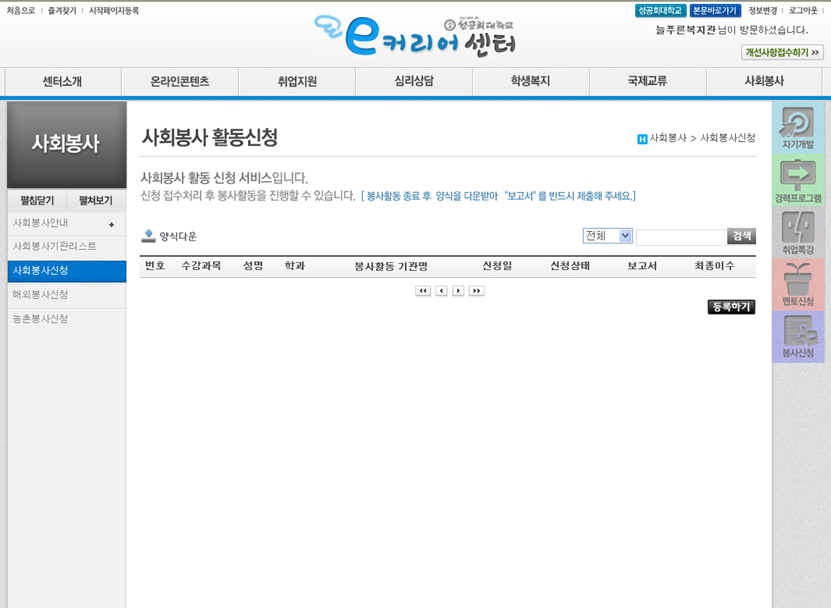 처음으로 | 즐겨찾기 | 시작페이지등록
성공회대학교 본문바로가기 정보변경 | 로그아웃 |
늘푸른복지관님이 방문하셨습니다.
개선사항접수하기 >>
성공회대학교
e커리어센터
센터소개 온라인콘텐츠 취업지원 심리상담 학생복지 국제교류 사회봉사
사회봉사
펼침닫기 펼쳐보기
사회봉사안내 +
사회봉사기관리스트
사회봉사신청
해외봉사신청
농촌봉사신청
사회봉사 활동신청
H 사회봉사 > 사회봉사신청
사회봉사 활동 신청 서비스입니다.
신청 접수처리 후 봉사활동을 진행할 수 있습니다. [ 봉사활동 종료 후 양식을 다운받아 "보고서" 를 반드시 제출해 주세요.]
양식다운
전체 검색
번호 수강과목 성명 학과 봉사활동 기관명 신청일 신청상태 보고서 최종이수
등록하기
자기개발
경력프로그램
취업특강
멘토신청
봉사신청